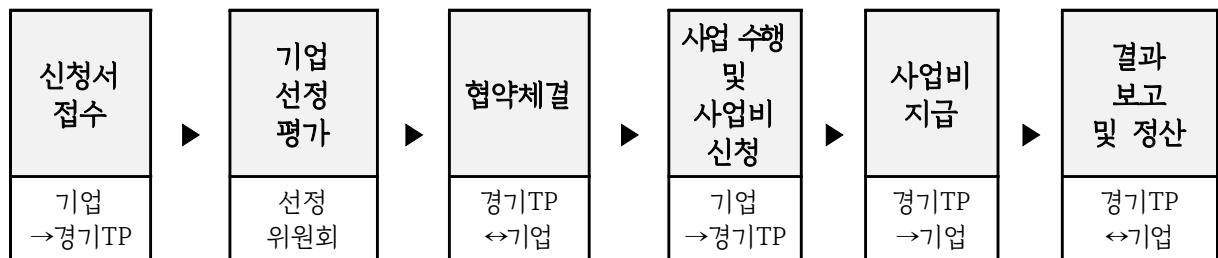 신청서
접수
기업
→경기TP
▶
기업
선정
평가
선정
위원회
▶
협약체결
경기TP
↔기업
▶
사업 수행
및
사업비
신청
기업
→경기TP
▶
사업비
지급
경기TP
→기업
▶
결과
보고
및 정산
경기TP
↔기업